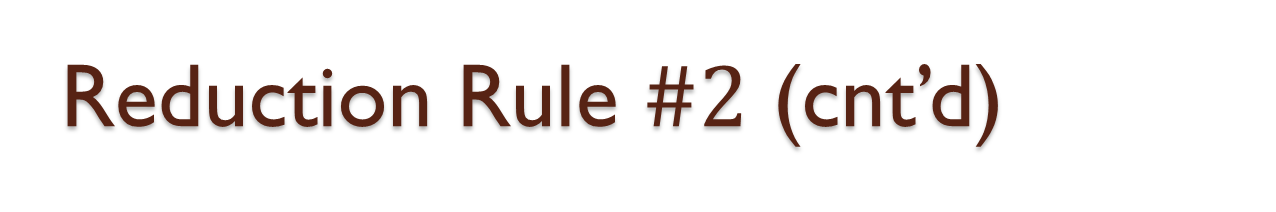 Reduction Rule #2 (cnt’d)